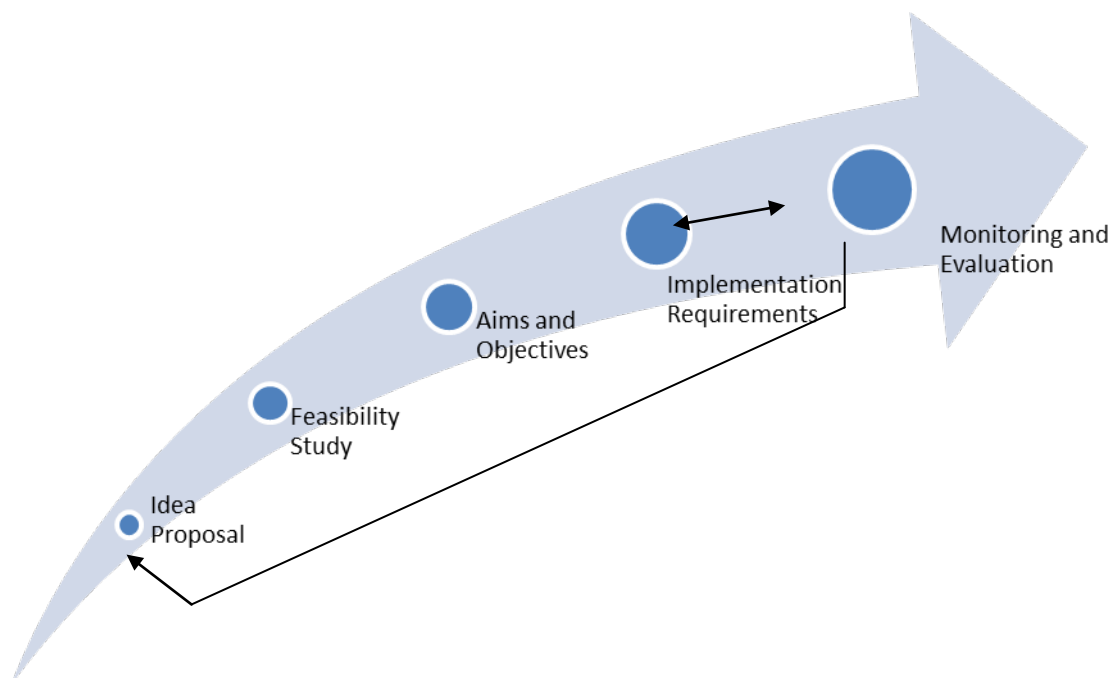 Idea
Proposal
Feasibility
Study
Aims and
Objectives
Implementation
Requirements
Monitoring and
Evaluation